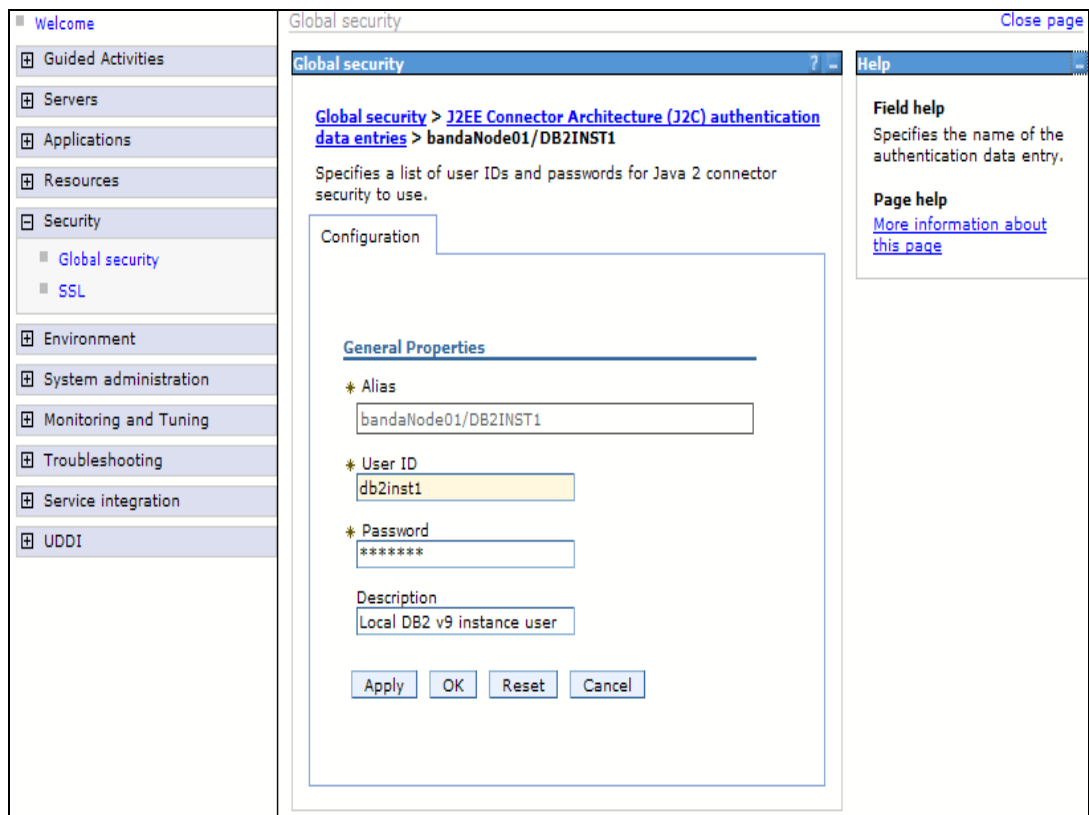 Welcome
Guided Activities
Servers
Applications
Resources
Security
Global security
SSL
Environment
System administration
Monitoring and Tuning
Troubleshooting
Service integration
UDDI
Global security
Close page
Global security
? -
Global security > J2EE Connector Architecture (J2C) authentication
data entries > bandaNode01/DB2INST1
Specifies a list of user IDs and passwords for Java 2 connector
security to use.
Configuration
General Properties
* Alias
bandaNode01/DB2INST1
* User ID
db2inst1
* Password
*******
Description
Local DB2 v9 instance user
Apply
OK
Reset
Cancel
Help
-
Field help
Specifies the name of the
authentication data entry.
Page help
More information about
this page